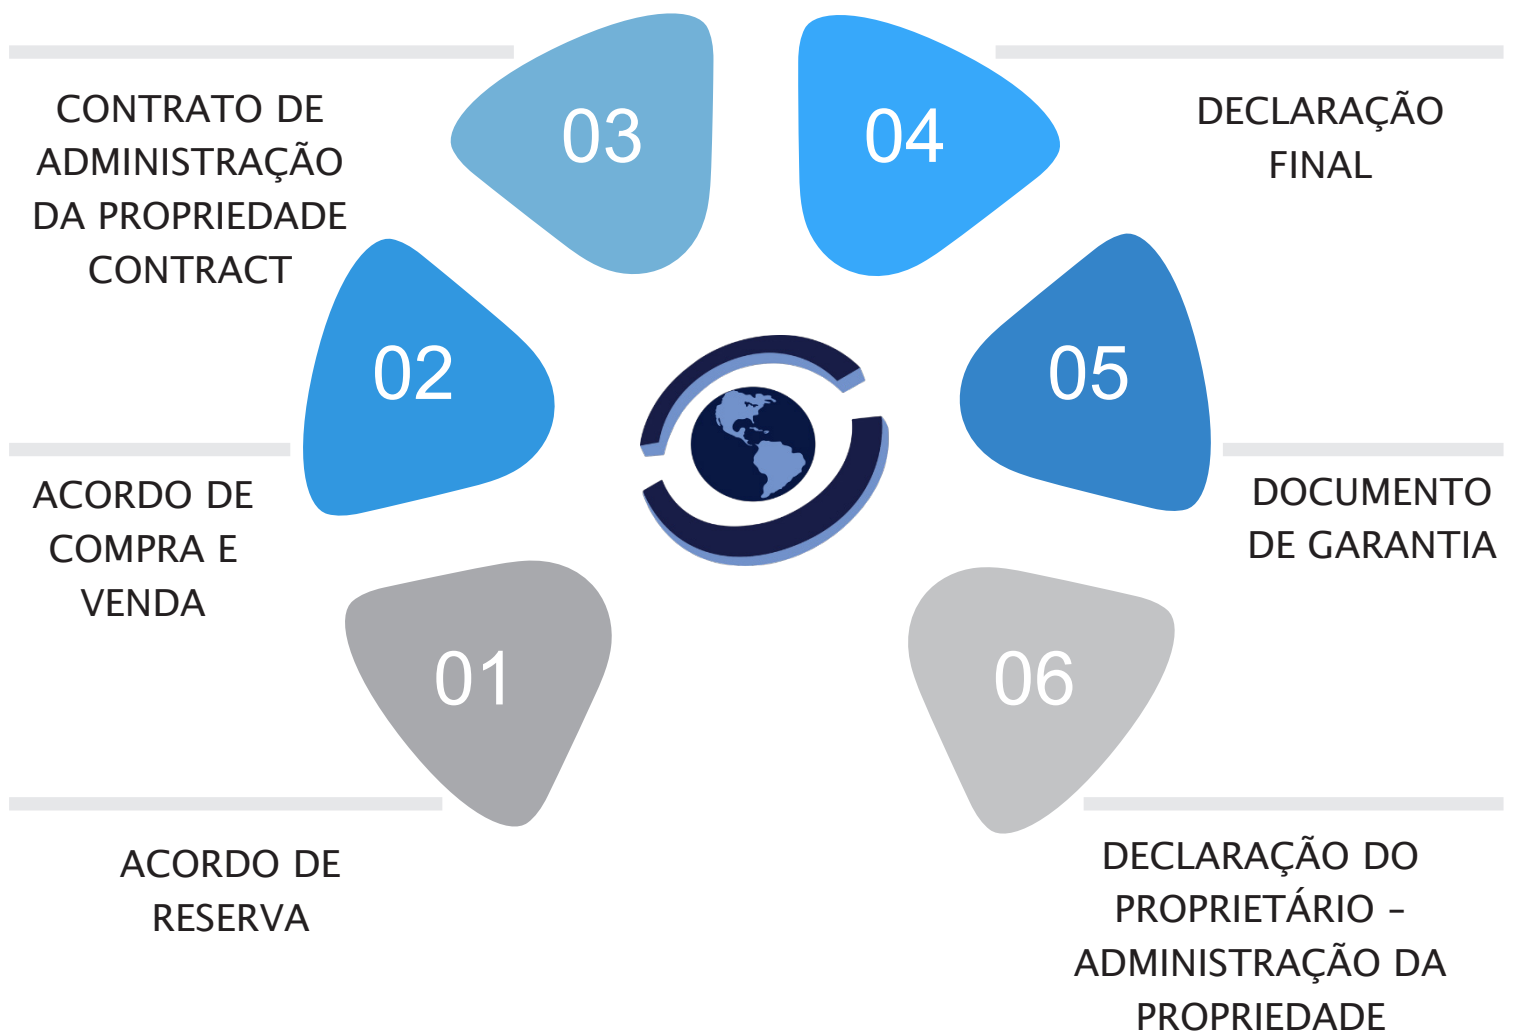 03
CONTRATO DE
ADMINISTRAÇÃO
DA PROPRIEDADE
CONTRACT
04
DECLARAÇÃO
FINAL
02
ACORDO DE
COMPRA E
VENDA
05
DOCUMENTO
DE GARANTIA
01
ACORDO DE
RESERVA
06
DECLARAÇÃO DO
PROPRIETÁRIO –
ADMINISTRAÇÃO DA
PROPRIEDADE